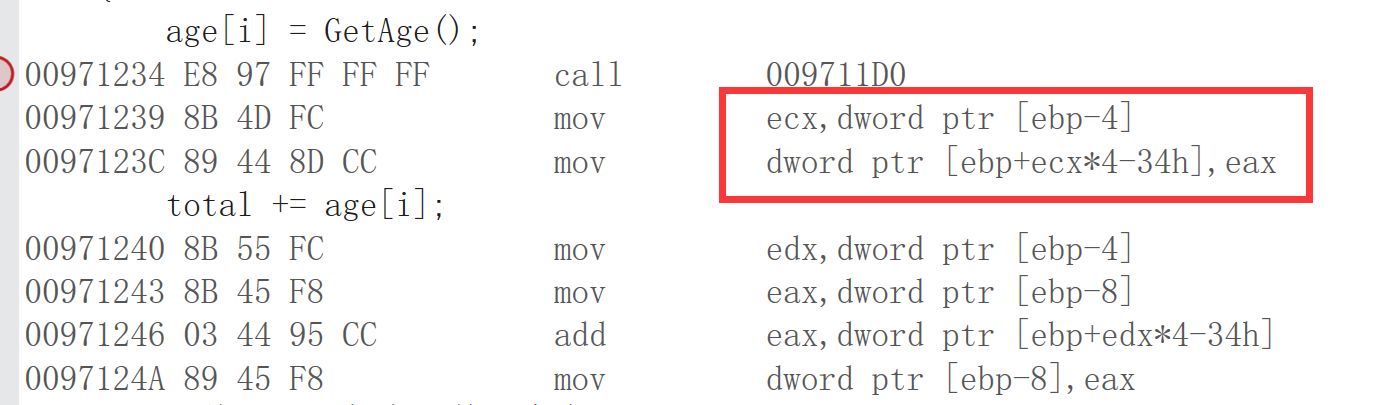 age[i] = GetAge();
00971234 E8 97 FF FF FF call 009711D0
00971239 8B 4D FC mov ecx,dword ptr [ebp-4]
0097123C 89 44 8D CC mov dword ptr [ebp+ecx*4-34h],eax
total += age[i];
00971240 8B 55 FC mov edx,dword ptr [ebp-4]
00971243 8B 45 F8 mov eax,dword ptr [ebp-8]
00971246 03 44 95 CC add eax,dword ptr [ebp+edx*4-34h]
0097124A 89 45 F8 mov dword ptr [ebp-8],eax